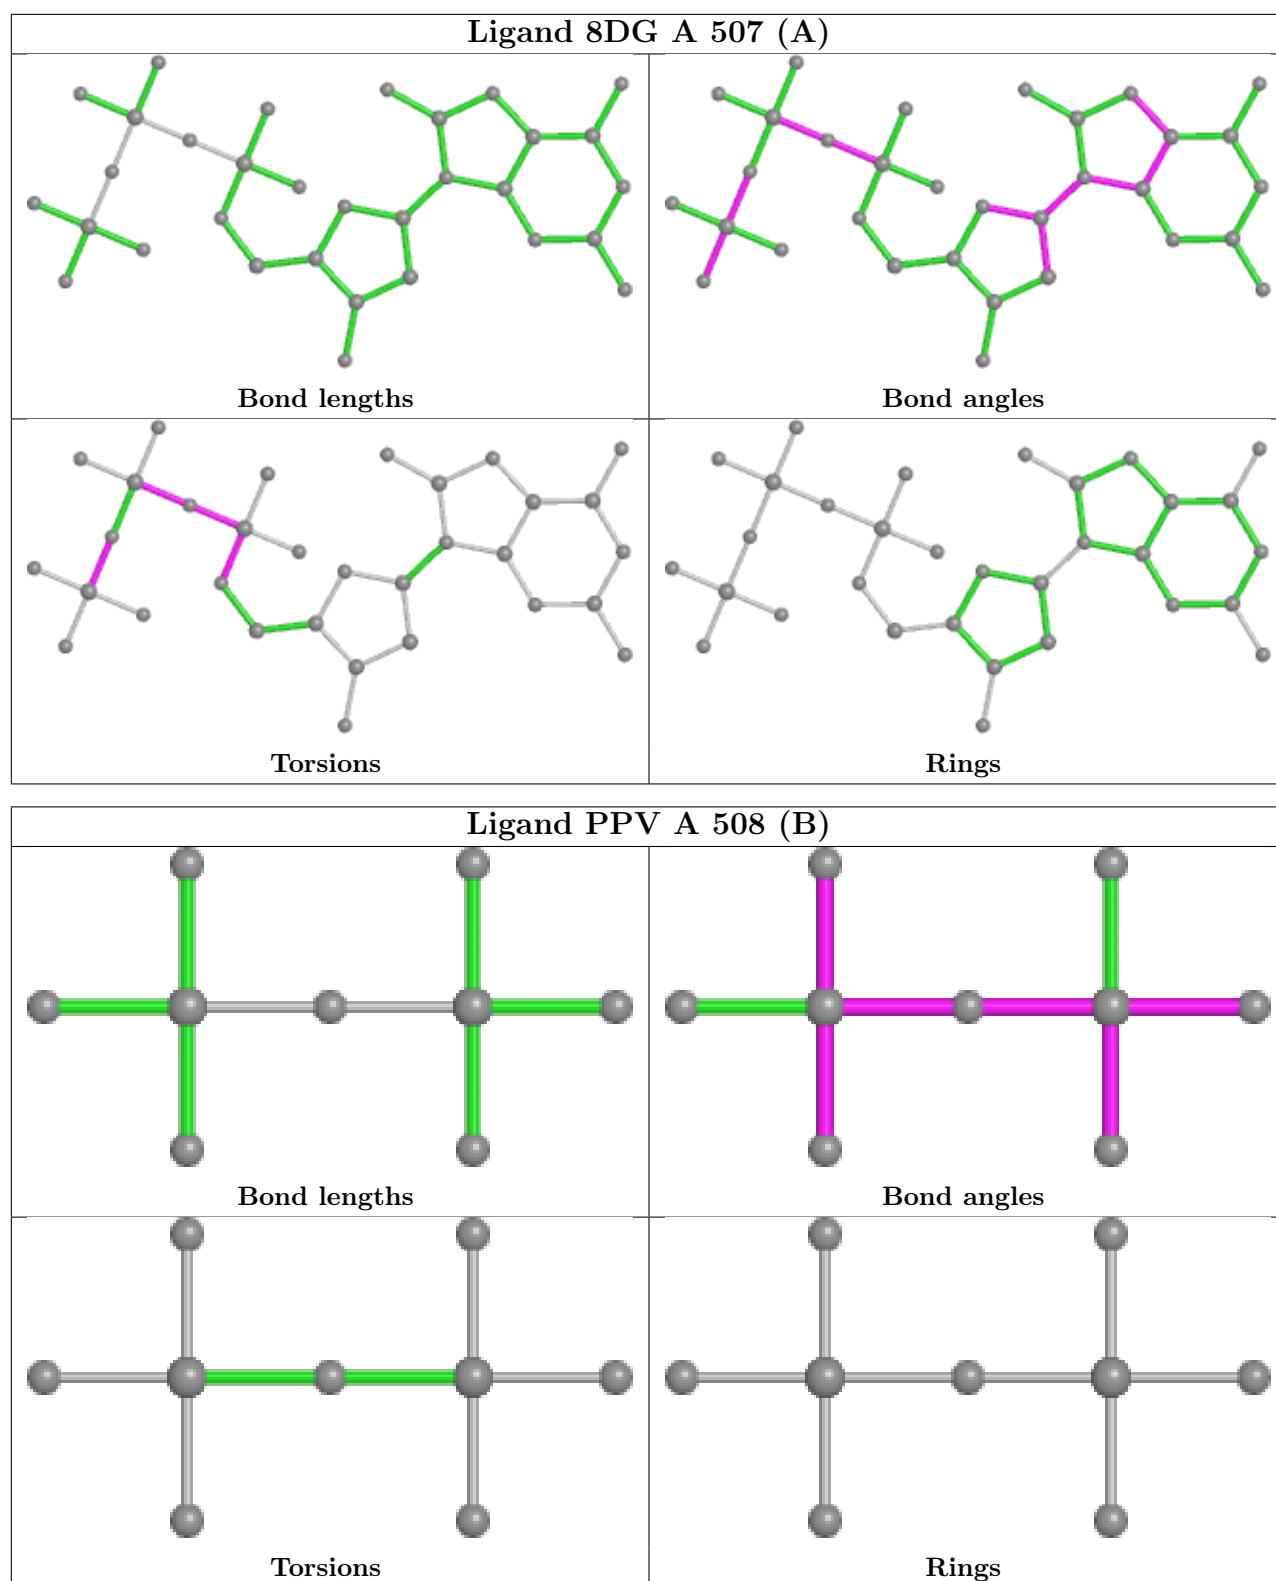 Ligand 8DG A 507 (A)
Bond lengths
Bond angles
Torsions
Rings
Ligand PPV A 508 (B)
Bond lengths
Bond angles
Torsions
Rings